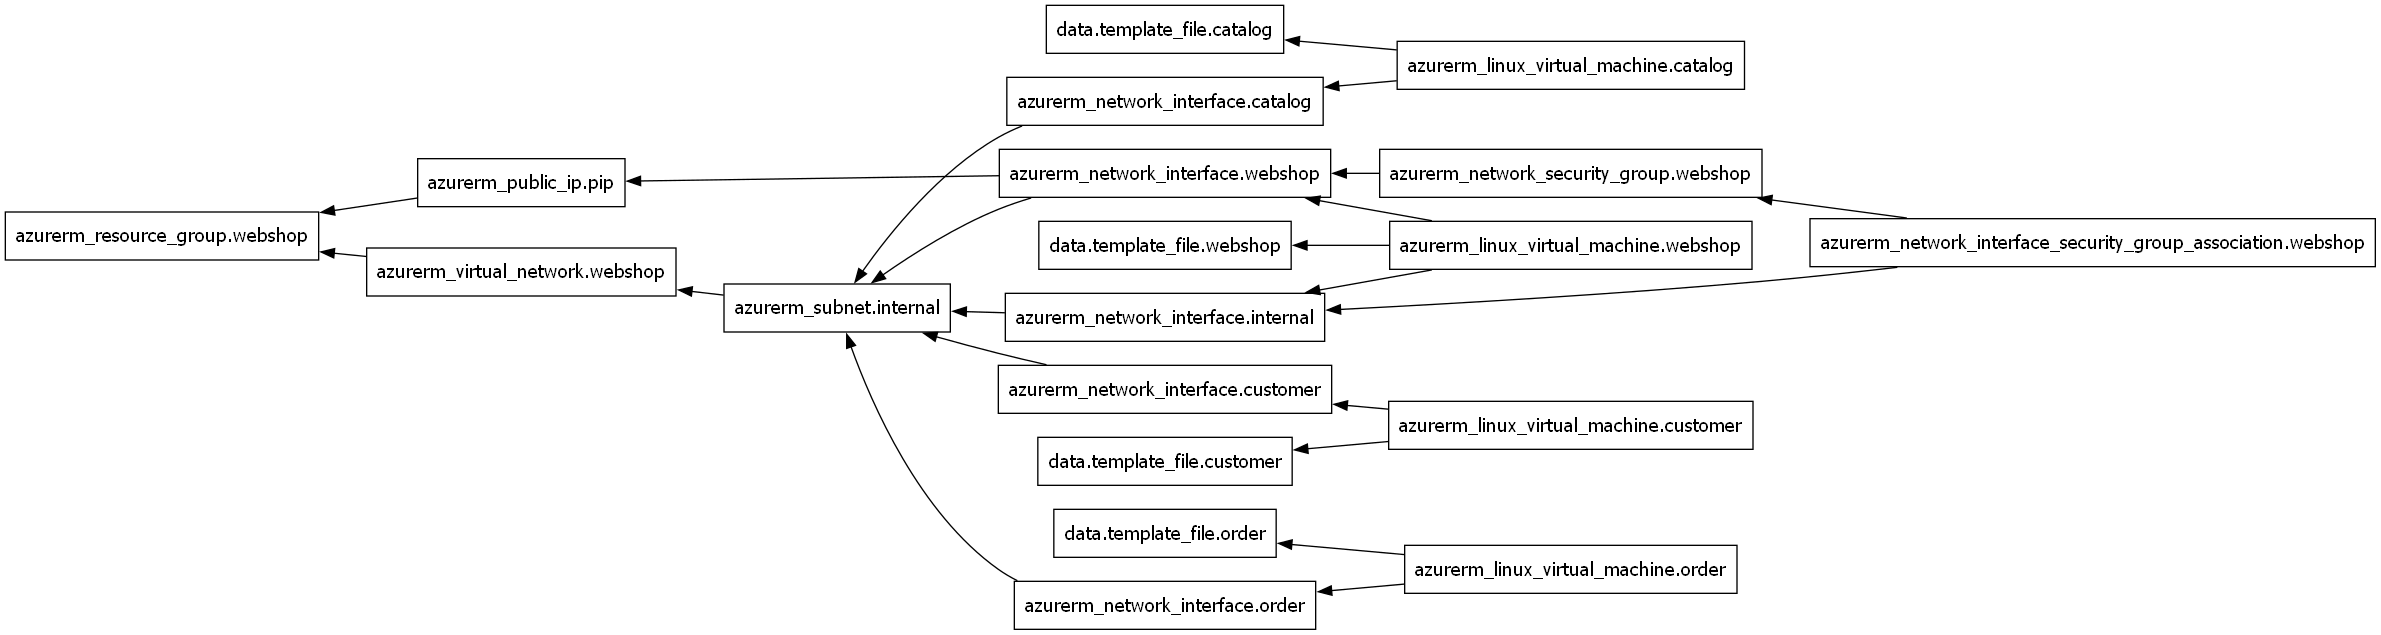 data.template_file.catalog
azurerm_linux_virtual_machine.catalog
azurerm_network_interface.catalog
azurerm_public_ip.pip
azurerm_network_interface.webshop
azurerm_network_security_group.webshop
azurerm_resource_group.webshop
data.template_file.webshop
azurerm_linux_virtual_machine.webshop
azurerm_network_interface_security_group_association.webshop
azurerm_virtual_network.webshop
azurerm_subnet.internal
azurerm_network_interface.internal
azurerm_network_interface.customer
azurerm_linux_virtual_machine.customer
data.template_file.customer
data.template_file.order
azurerm_linux_virtual_machine.order
azurerm_network_interface.order